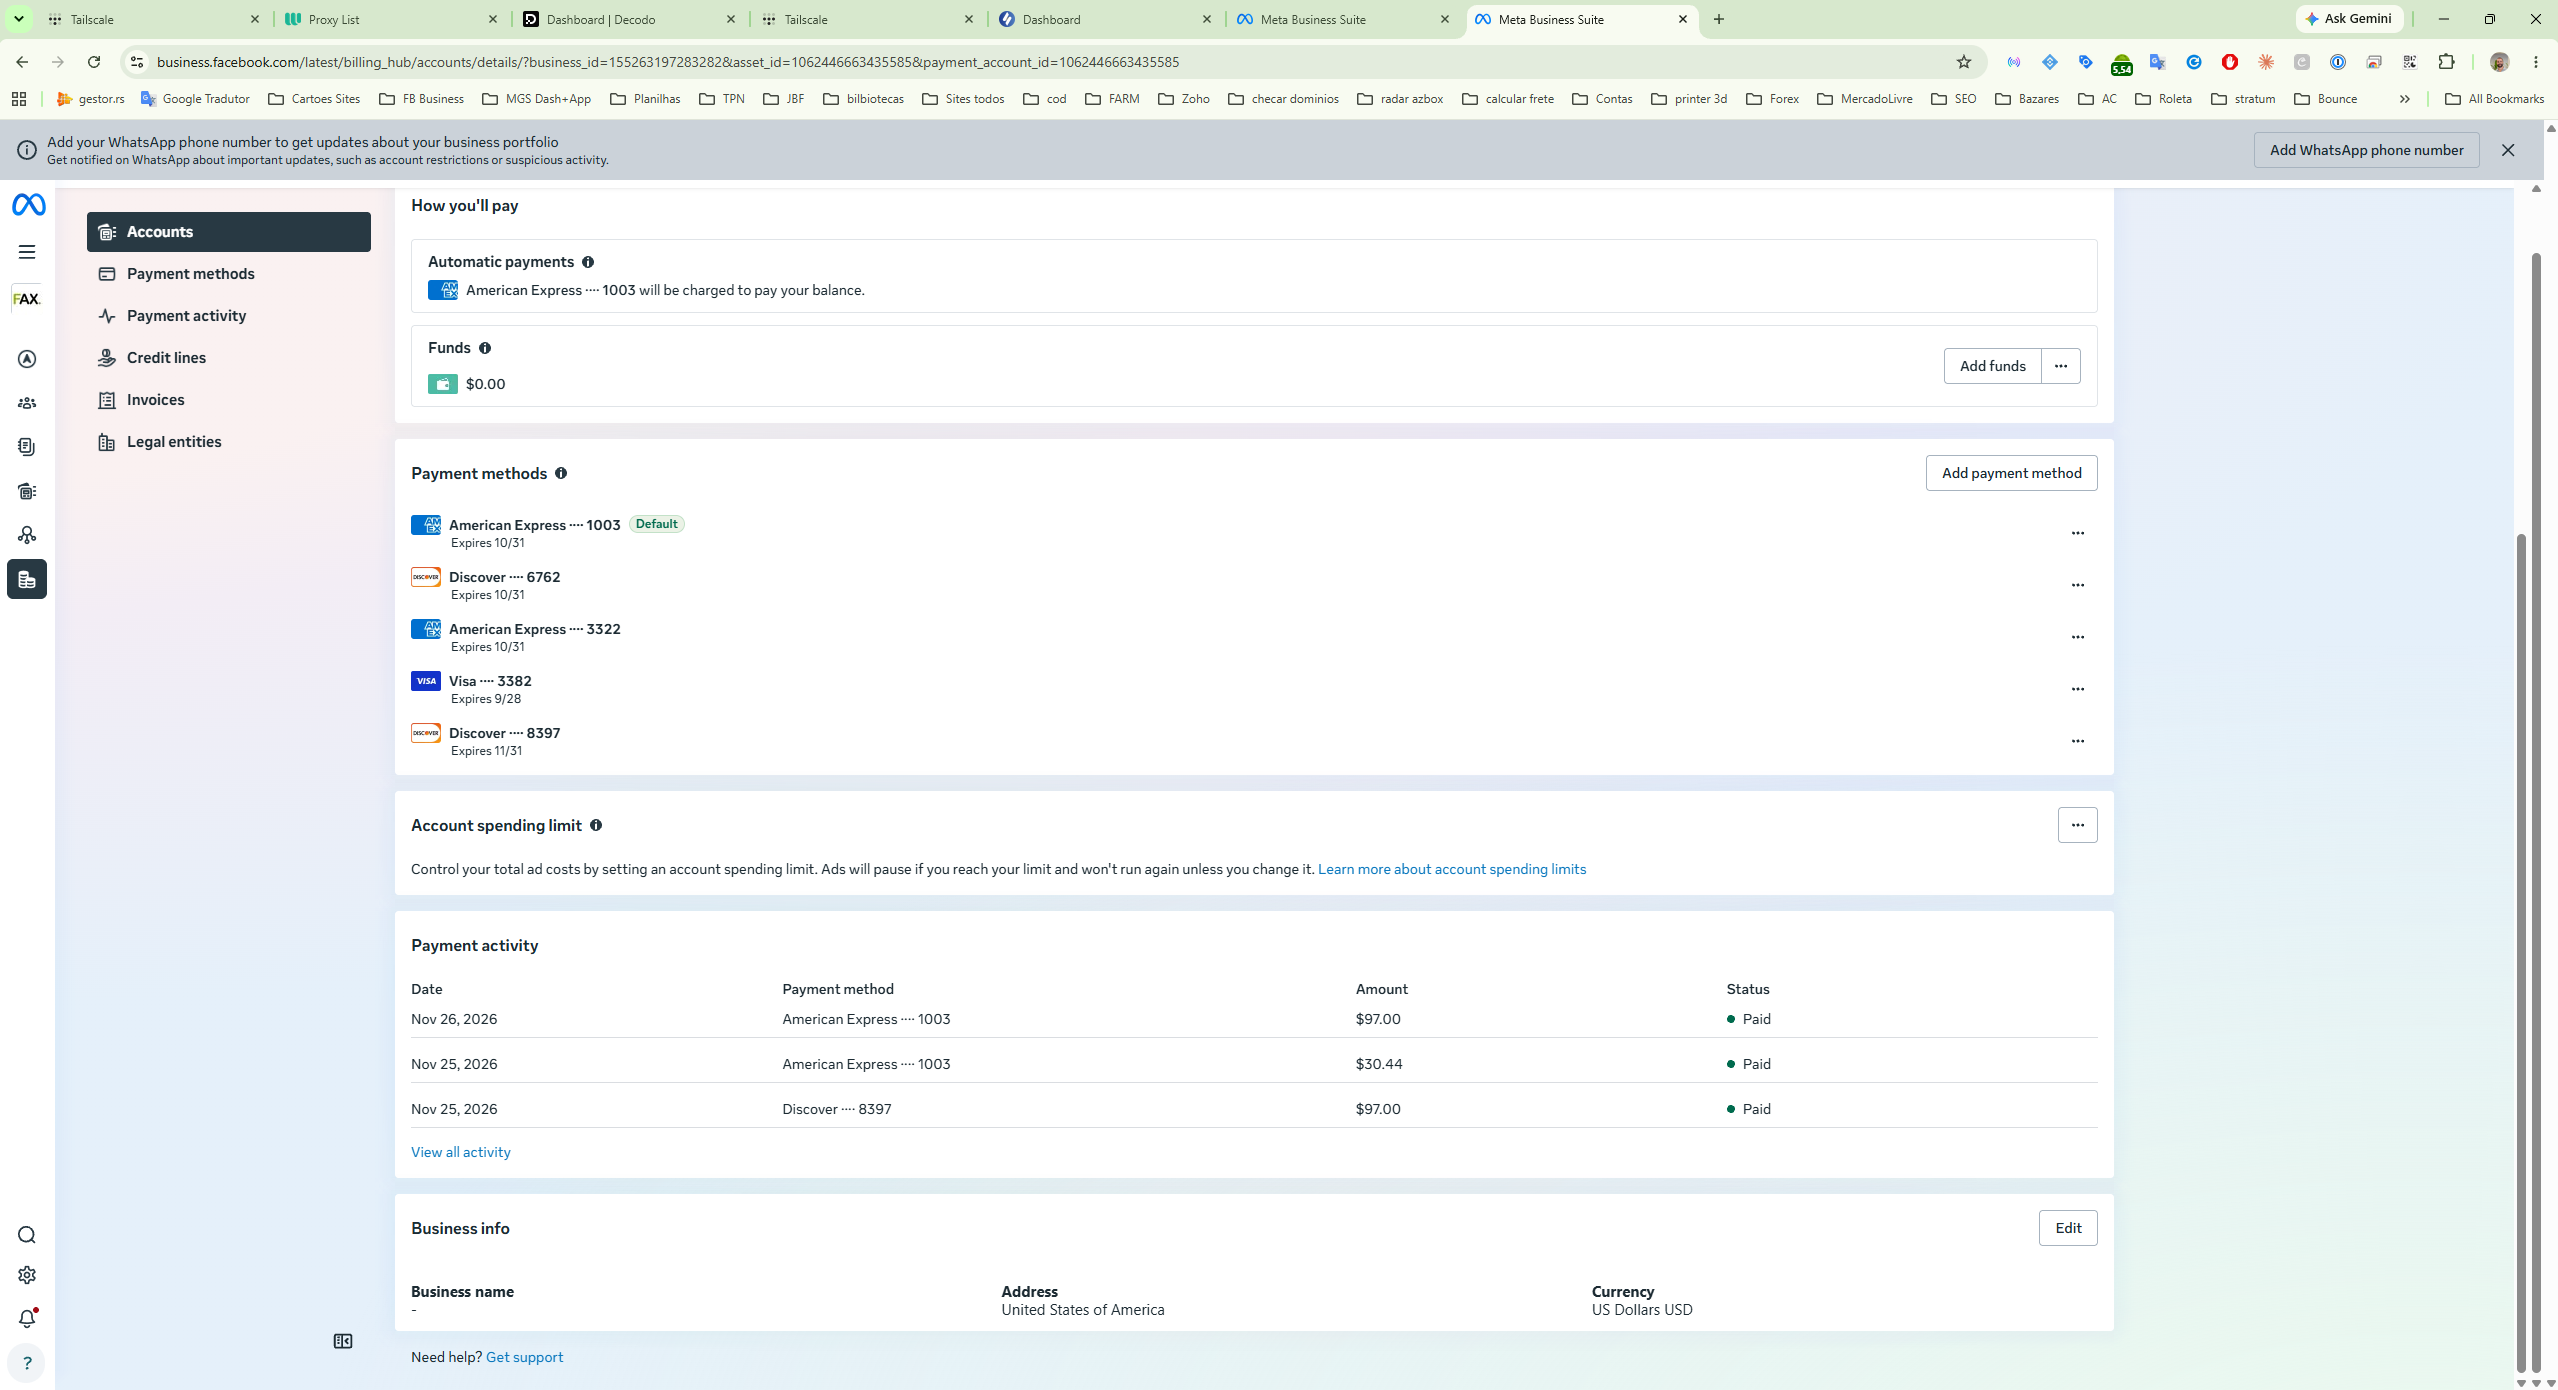 Tailscale
Proxy List
Dashboard | Decodo
Tailscale
Dashboard
Meta Business Suite
Meta Business Suite
Ask Gemini
business.facebook.com/latest/billing_hub/accounts/details/?business_id=1552631972832828&asset_id=1062446663435585&payment_account_id=1062446663435585
5,54
gestor.rs
Google Tradutor
Cartoes Sites
FB Business
MGS Dash+App
Planilhas
TPN
JBF
bilbiotecas
Sites todos
cod
FARM
Zoho
checar dominios
radar azbox
calcular frete
Contas
printer 3d
Forex
MercadoLivre
SEO
Bazares
AC
Roleta
stratum
Bounce
All Bookmarks
Add your WhatsApp phone number to get updates about your business portfolio
Get notified on WhatsApp about important updates, such as account restrictions or suspicious activity.
Add WhatsApp phone number
FAX.
Accounts
Payment methods
Payment activity
Credit lines
Invoices
Legal entities
How you'll pay
Automatic payments
AMEX American Express ···· 1003 will be charged to pay your balance.
Funds
$0.00
Add funds
Payment methods
Add payment method
AMEX American Express ···· 1003 Default
Expires 10/31
DISCOVER Discover ···· 6762
Expires 10/31
AMEX American Express ···· 3322
Expires 10/31
VISA Visa ···· 3382
Expires 9/28
DISCOVER Discover ···· 8397
Expires 11/31
Account spending limit
Control your total ad costs by setting an account spending limit. Ads will pause if you reach your limit and won't run again unless you change it. Learn more about account spending limits
Payment activity
Date Payment method Amount Status
Nov 26, 2026 American Express ···· 1003 $97.00 Paid
Nov 25, 2026 American Express ···· 1003 $30.44 Paid
Nov 25, 2026 Discover ···· 8397 $97.00 Paid
View all activity
Business info
Edit
Business name Address Currency
- United States of America US Dollars USD
Need help? Get support